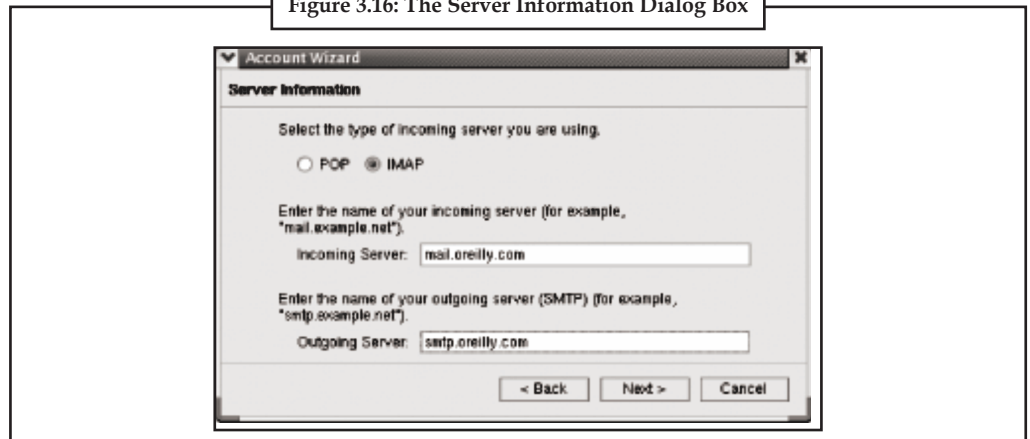 Figure 3.16: The Server Information Dialog Box
Account Wizard
Server Information
Select the type of incoming server you are using.
POP IMAP
Enter the name of your incoming server (for example,
"mail.example.net").
Incoming Server: mail.oreilly.com
Enter the name of your outgoing server (SMTP) (for example,
"smtp.example.net").
Outgoing Server: smtp.oreilly.com
< Back Next > Cancel